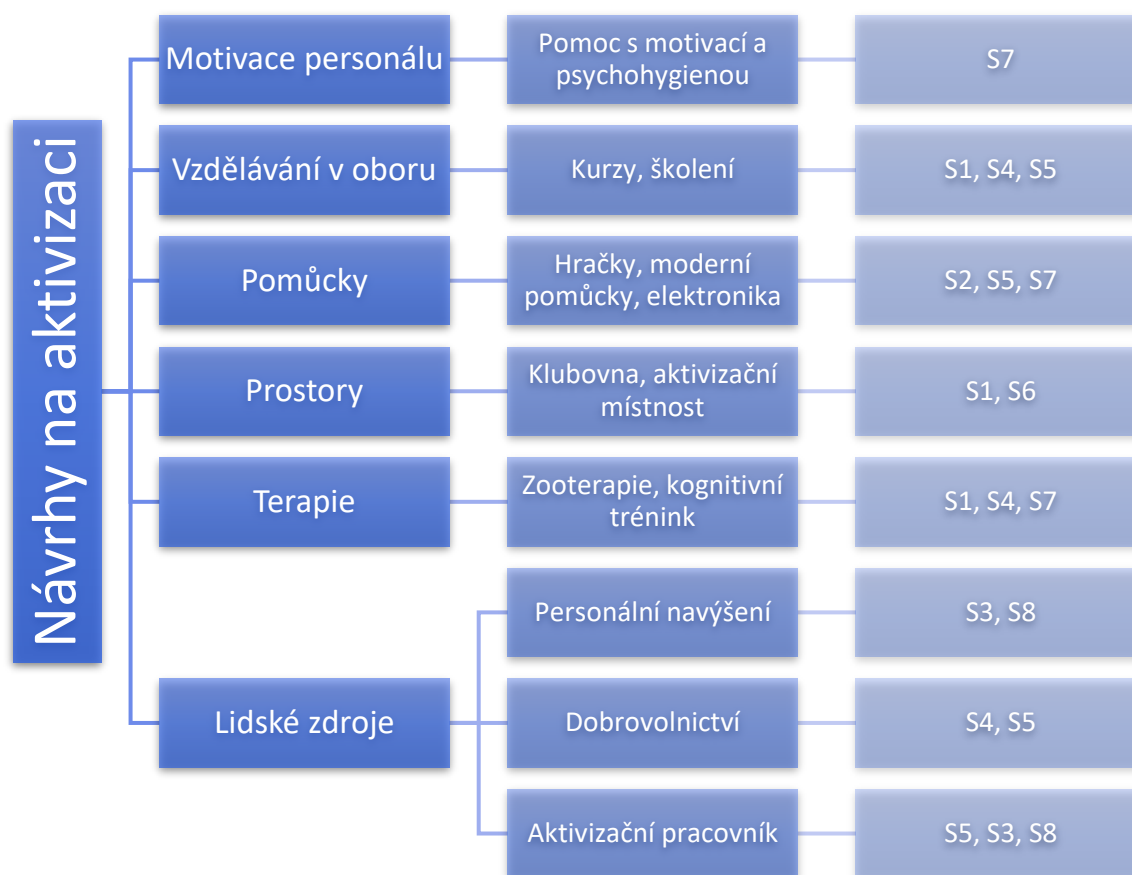 Návrhy na aktivizaci
Motivace personálu
Pomoc s motivací a
psychohygienou
S7
Vzdělávání v oboru
Kurzy, školení
S1, S4, S5
Pomůcky
Hračky, moderní
pomůcky, elektronika
S2, S5, S7
Prostory
Klubovna, aktivizační
místnost
S1, S6
Terapie
Zooterapie, kognitivní
trénink
S1, S4, S7
Lidské zdroje
Personální navýšení
S3, S8
Dobrovolnictví
S4, S5
Aktivizační pracovník
S5, S3, S8